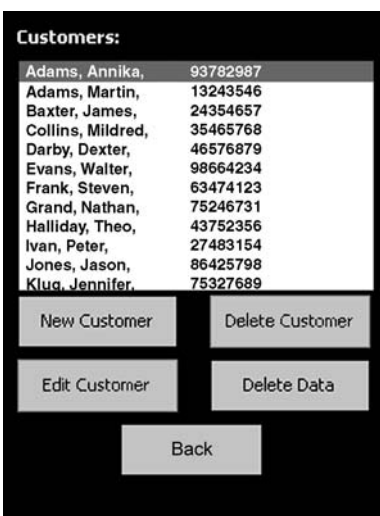 Customers:
Adams, Annika, 93782987
Adams, Martin, 13243546
Baxter, James, 24354657
Collins, Mildred, 35465768
Darby, Dexter, 46576879
Evans, Walter, 98664234
Frank, Steven, 63474123
Grand, Nathan, 75246731
Halliday, Theo, 43752356
Ivan, Peter, 27483154
Jones, Jason, 86425798
Klug, Jennifer, 75327689
New Customer Delete Customer
Edit Customer Delete Data
Back